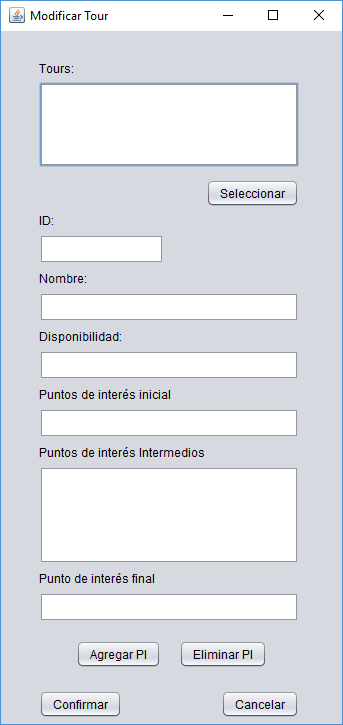 Modificar Tour
Tours:
Seleccionar
ID:
Nombre:
Disponibilidad:
Puntos de interés inicial
Puntos de interés Intermedios
Punto de interés final
Agregar PI Eliminar PI
Confirmar Cancelar